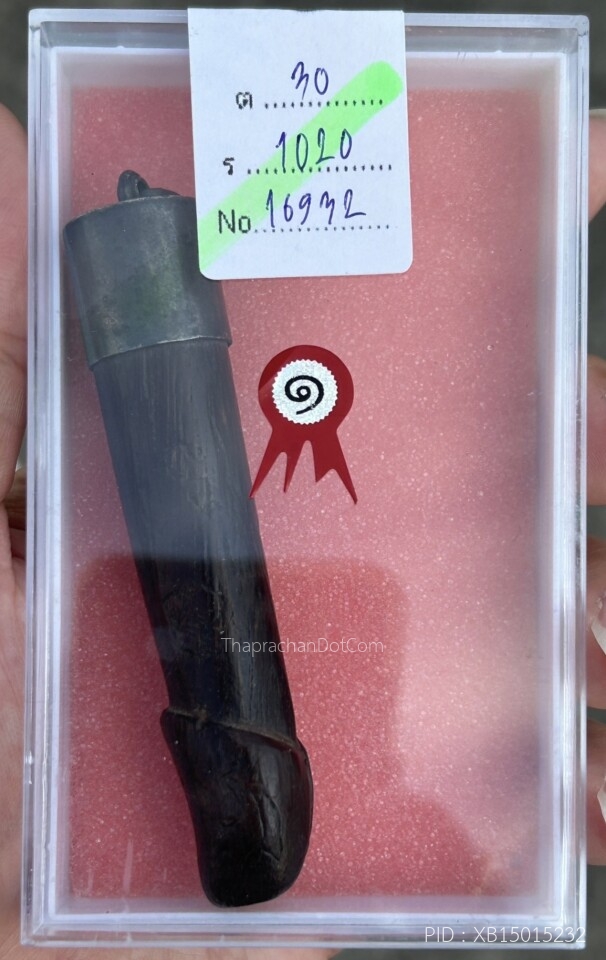 ต 30
ร 1020
No 16932
๑
ThaprachanDotCom
PID : XB15015232